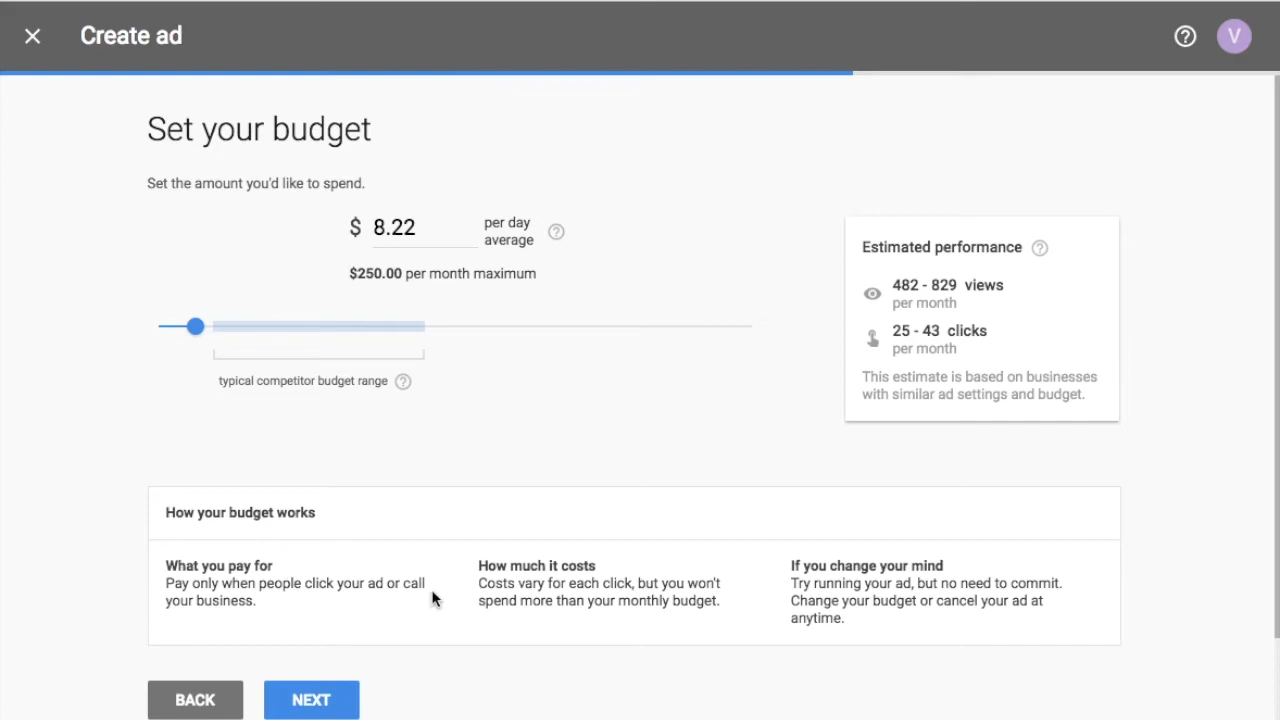 Create ad
V
Set your budget
Set the amount you'd like to spend.
$ 8.22
per day
average
$250.00 per month maximum
typical competitor budget range
Estimated performance
482 - 829 views
per month
25 - 43 clicks
per month
This estimate is based on businesses
with similar ad settings and budget.
How your budget works
What you pay for
Pay only when people click your ad or call
your business.
How much it costs
Costs vary for each click, but you won't
spend more than your monthly budget.
If you change your mind
Try running your ad, but no need to commit.
Change your budget or cancel your ad at
anytime.
BACK
NEXT